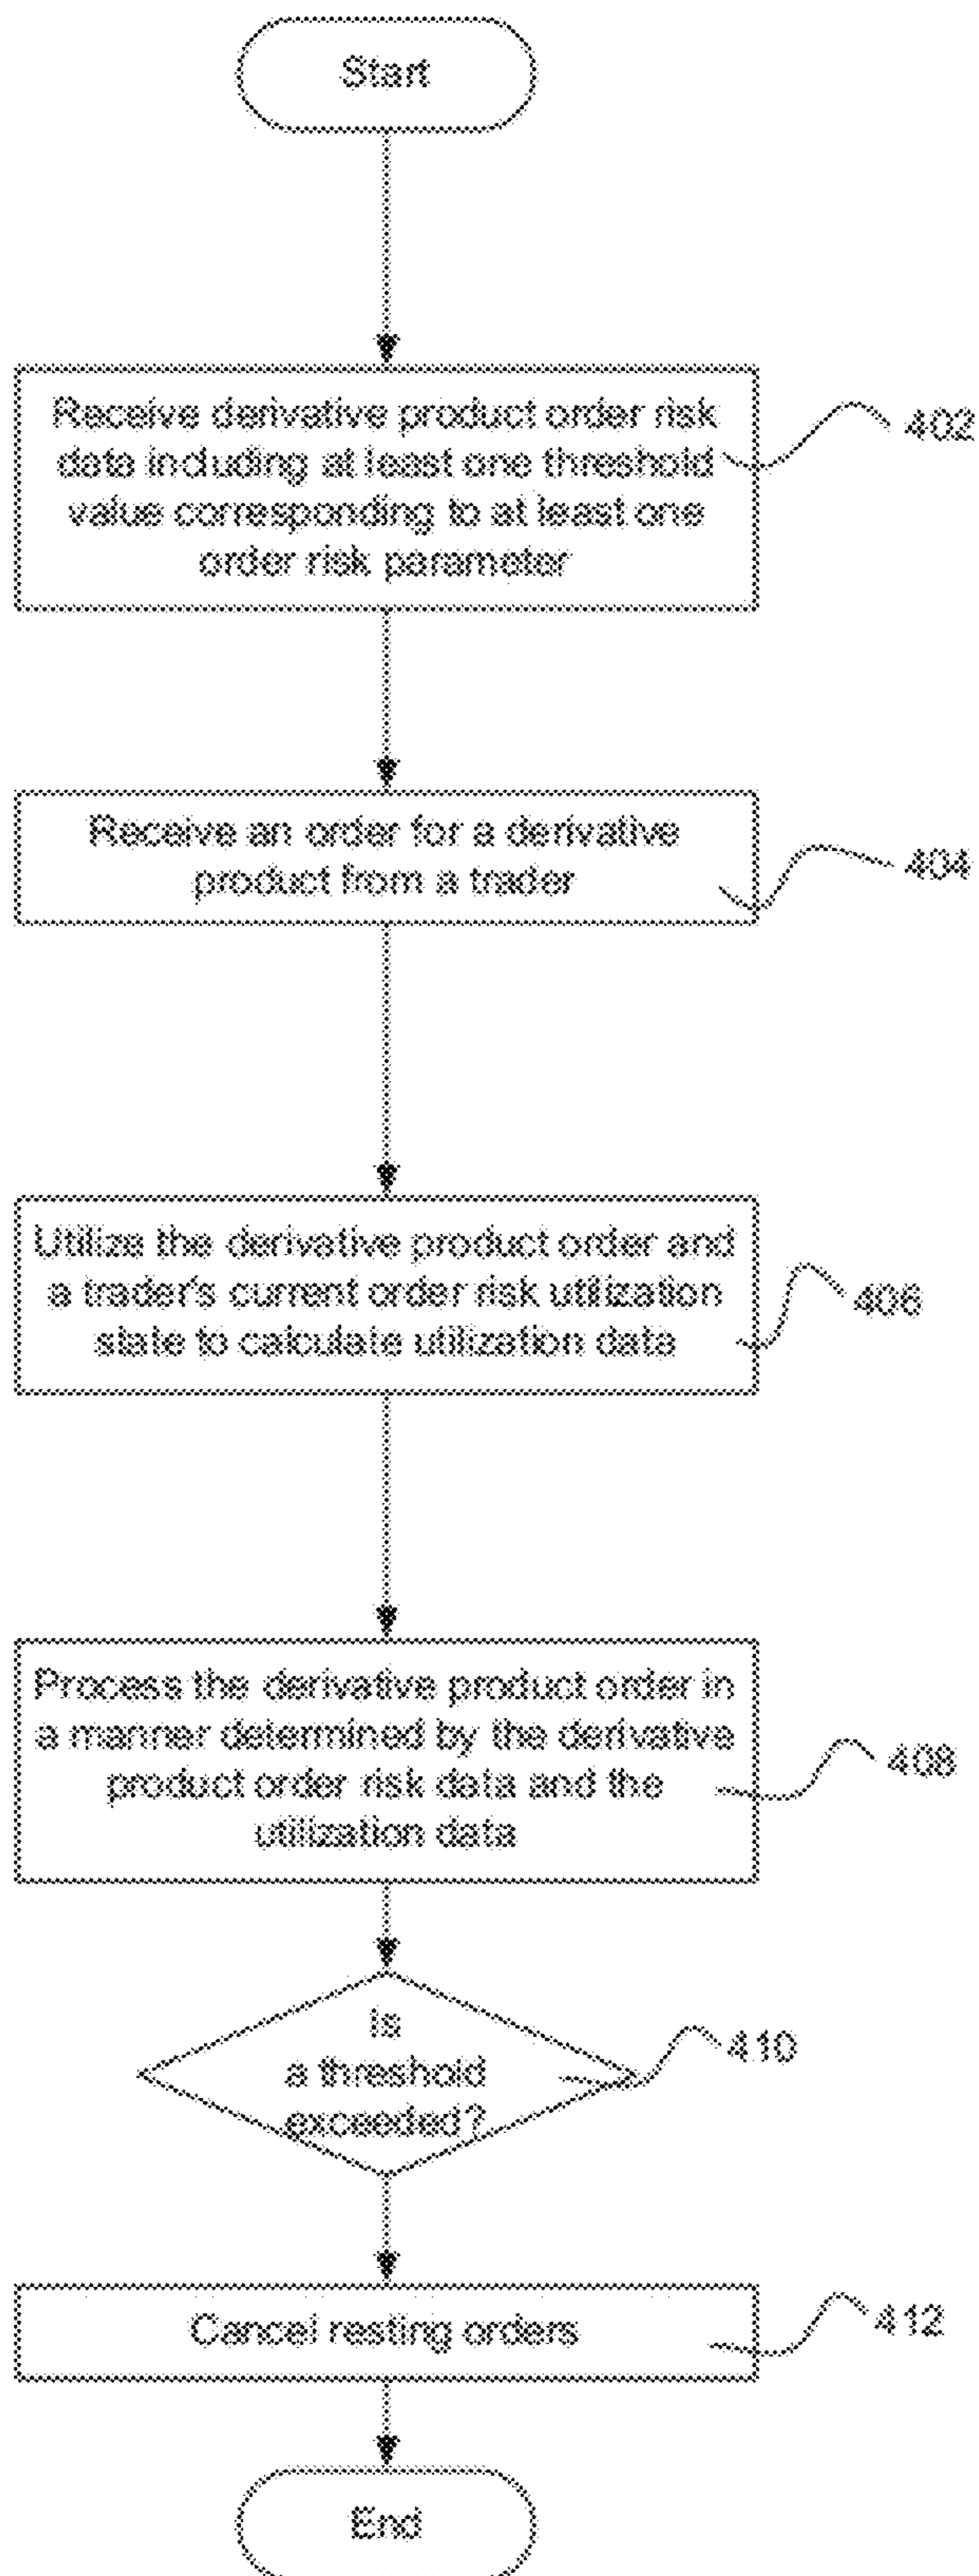 Start
Receive derivative product order risk
data including at least one threshold
value corresponding to at least one
order risk parameter
402
Receive an order for a derivative
product from a trader
404
Utilize the derivative product order and
a trader's current order risk utilization
state to calculate utilization data
406
Process the derivative product order in
a manner determined by the derivative
product order risk data and the
utilization data
408
Is
a threshold
exceeded?
410
Cancel resting orders
412
End